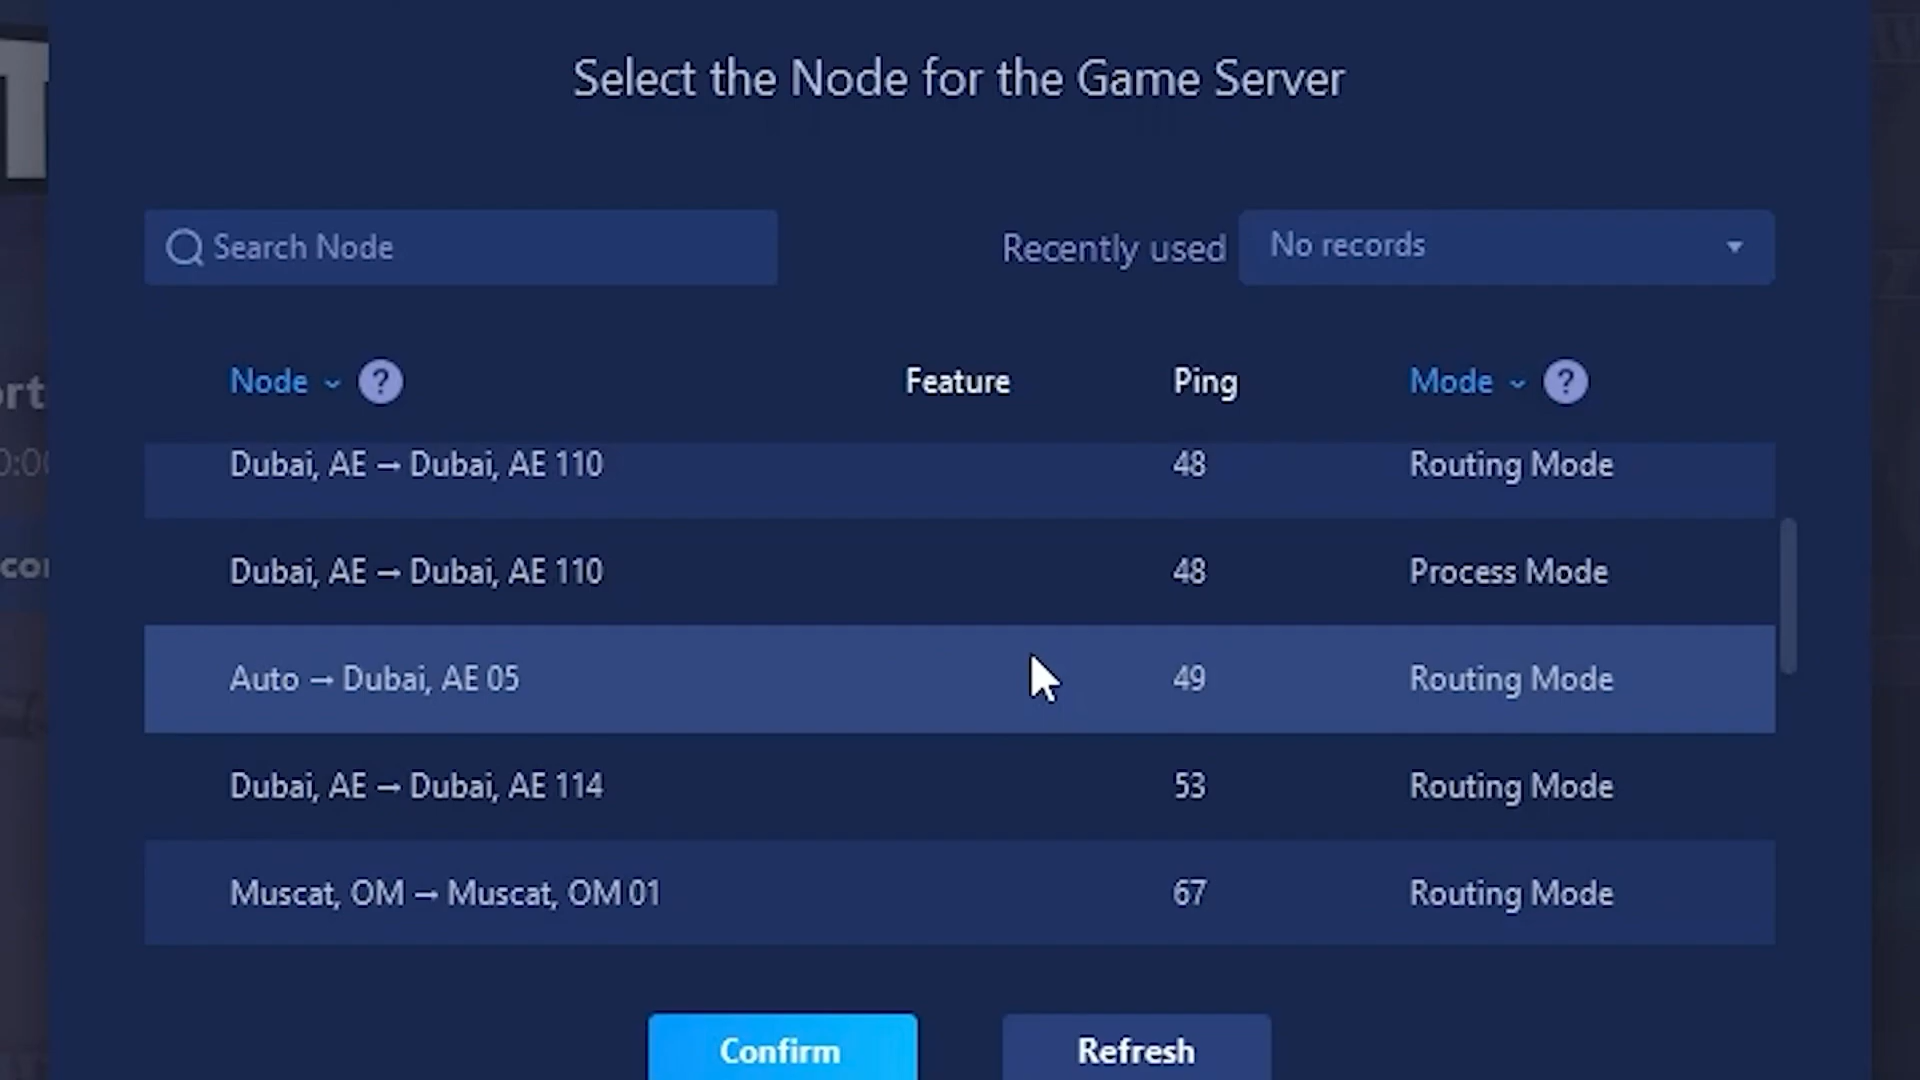 Select the Node for the Game Server
Search Node
Recently used No records
Node ? Feature Ping Mode ?
Dubai, AE → Dubai, AE 110 48 Routing Mode
Dubai, AE → Dubai, AE 110 48 Process Mode
Auto → Dubai, AE 05 49 Routing Mode
Dubai, AE → Dubai, AE 114 53 Routing Mode
Muscat, OM → Muscat, OM 01 67 Routing Mode
Confirm Refresh